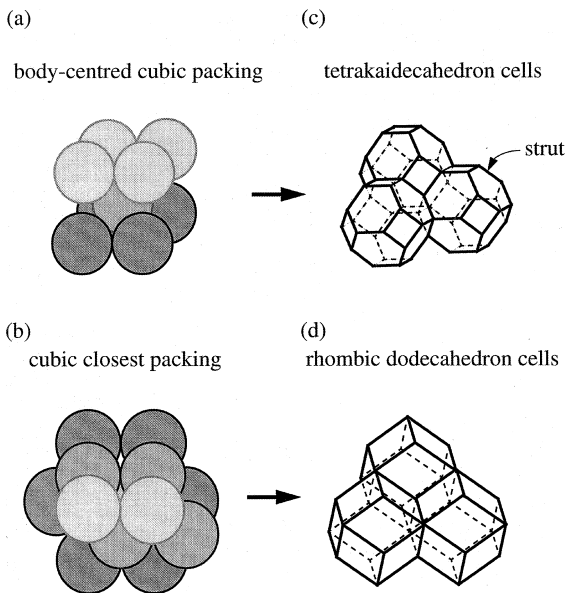 (a)
body-centred cubic packing
(c)
tetrakaidecahedron cells
strut
(b)
cubic closest packing
(d)
rhombic dodecahedron cells